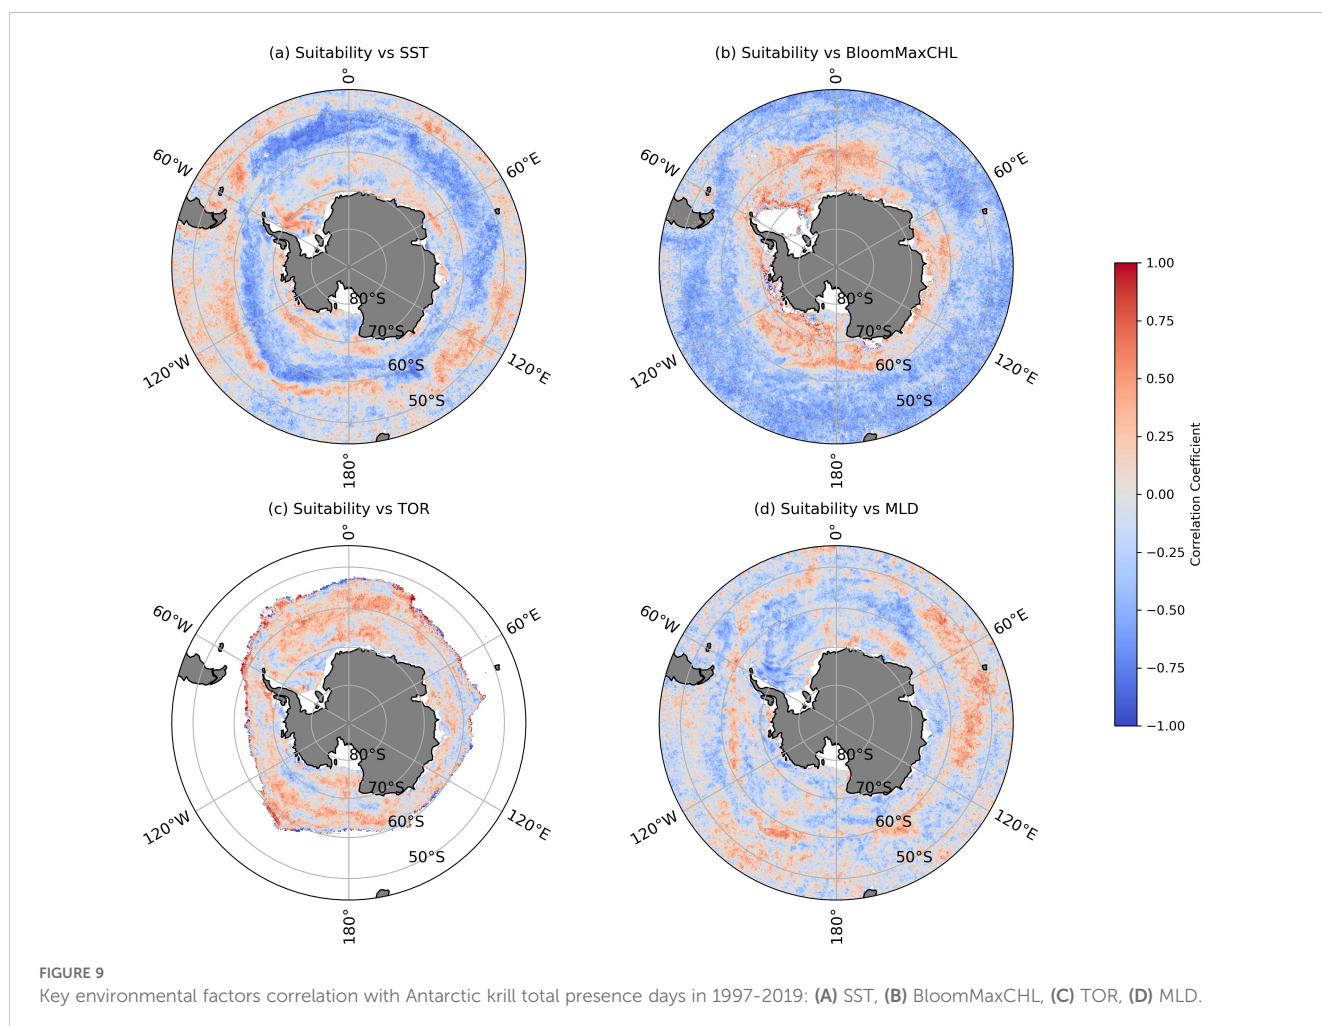 (a) Suitability vs SST
(b) Suitability vs BloomMaxCHL
0°
0°
60°W
60°E
60°W
60°E
80°S
80°S
70°S
70°S
60°S
60°S
120°W
120°E
120°W
120°E
50°S
50°S
180°
180°
1.00
0.75
0.50
0.25
0.00
−0.25
−0.50
−0.75
−1.00
Correlation Coefficient
(c) Suitability vs TOR
(d) Suitability vs MLD
0°
0°
60°W
60°E
60°W
60°E
80°S
80°S
70°S
70°S
60°S
60°S
120°W
120°E
120°W
120°E
50°S
50°S
180°
180°
FIGURE 9
Key environmental factors correlation with Antarctic krill total presence days in 1997-2019: (A) SST, (B) BloomMaxCHL, (C) TOR, (D) MLD.